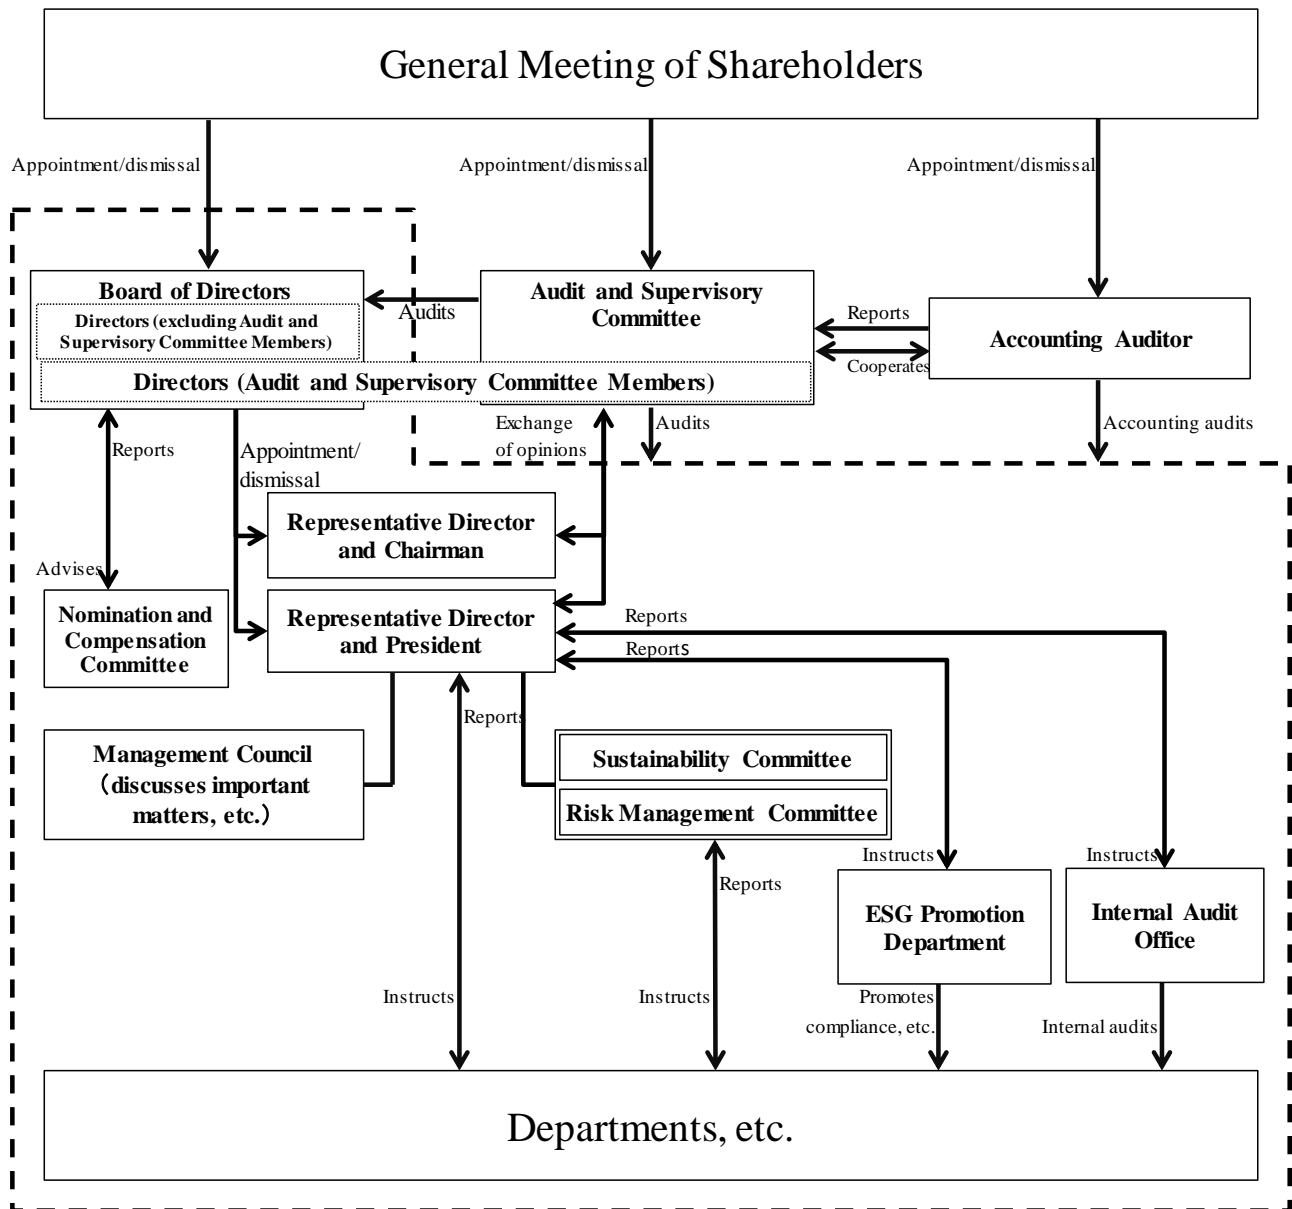 General Meeting of Shareholders
Appointment/dismissal
Appointment/dismissal
Appointment/dismissal
Board of Directors
Directors (excluding Audit and
Supervisory Committee Members)
Audits
Audit and Supervisory
Committee
Directors (Audit and Supervisory Committee Members)
Reports
Cooperates
Accounting Auditor
Reports
Appointment/
dismissal
Exchange
of opinions
Audits
Accounting audits
Representative Director
and Chairman
Advises
Nomination and
Compensation
Committee
Representative Director
and President
Reports
Reports
Reports
Management Council
(discusses important
matters, etc.)
Sustainability Committee
Risk Management Committee
Reports
Instructs
Instructs
ESG Promotion
Department
Internal Audit
Office
Instructs
Instructs
Promotes
compliance, etc.
Internal audits
Departments, etc.